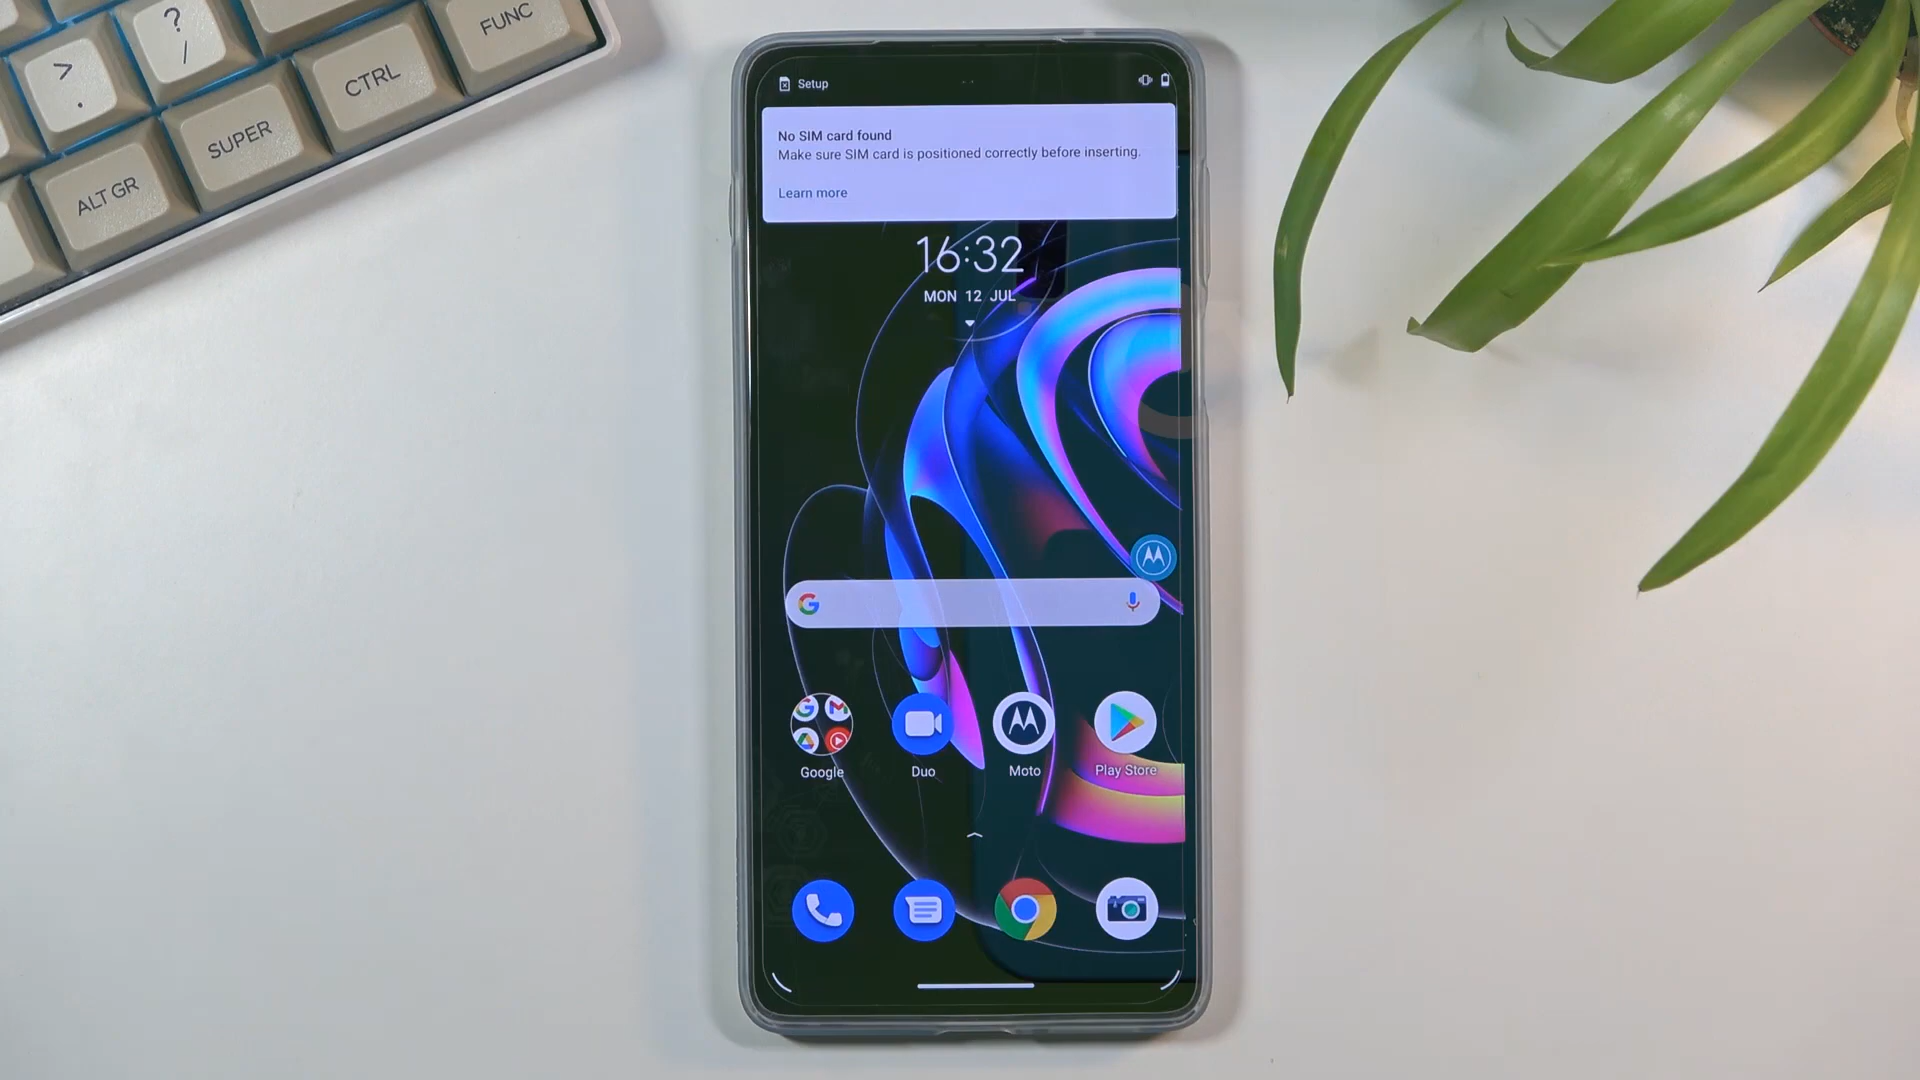 ?
/
>
.
FUNC
CTRL
SUPER
ALT GR
Setup
No SIM card found
Make sure SIM card is positioned correctly before inserting.
Learn more
16:32
MON 12 JUL
Google
Duo
Moto
Play Store